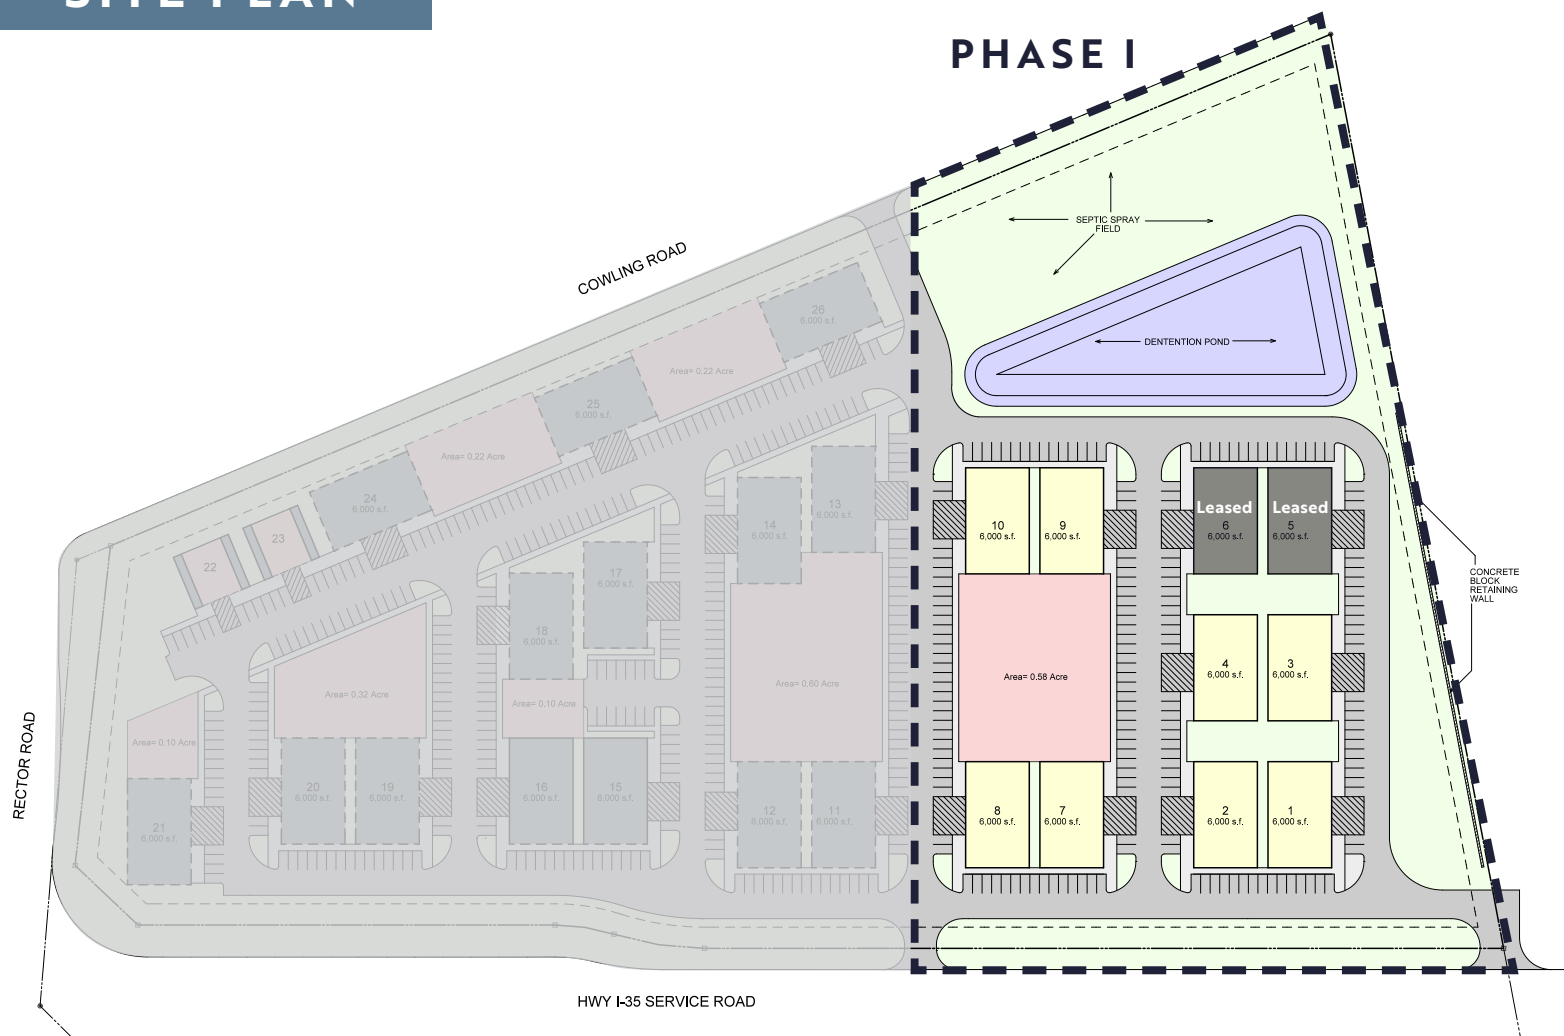 SITE PLAN
PHASE I
SEPTIC SPRAY
FIELD
COWLING ROAD
DENTENTION POND
26
6,000 s.f.
Area= 0.22 Acre
25
6,000 s.f.
Area= 0.22 Acre
24
6,000 s.f.
23
22
13
6,000 s.f.
14
6,000 s.f.
17
6,000 s.f.
18
6,000 s.f.
10
6,000 s.f.
9
6,000 s.f.
Leased
6
6,000 s.f.
Leased
5
6,000 s.f.
CONCRETE
BLOCK
RETAINING
WALL
Area= 0.32 Acre
Area= 0.10 Acre
Area= 0.60 Acre
Area= 0.58 Acre
4
6,000 s.f.
3
6,000 s.f.
Area= 0.10 Acre
RECTOR ROAD
21
6,000 s.f.
20
6,000 s.f.
19
6,000 s.f.
16
6,000 s.f.
15
6,000 s.f.
12
6,000 s.f.
11
6,000 s.f.
8
6,000 s.f.
7
6,000 s.f.
2
6,000 s.f.
1
6,000 s.f.
HWY I-35 SERVICE ROAD